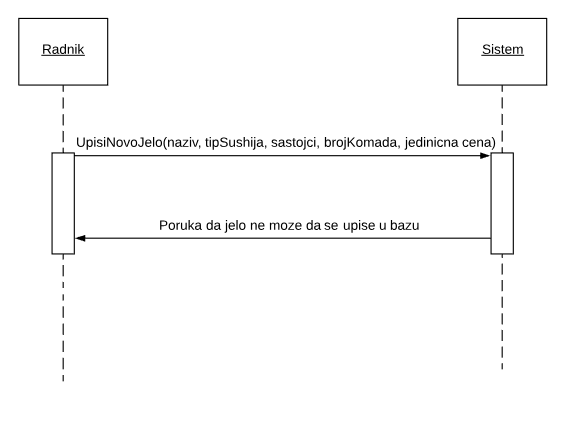 Radnik
Sistem
UpisiNovoJelo(naziv, tipSushija, sastojci, brojKomada, jedinicna cena)
Poruka da jelo ne moze da se upise u bazu